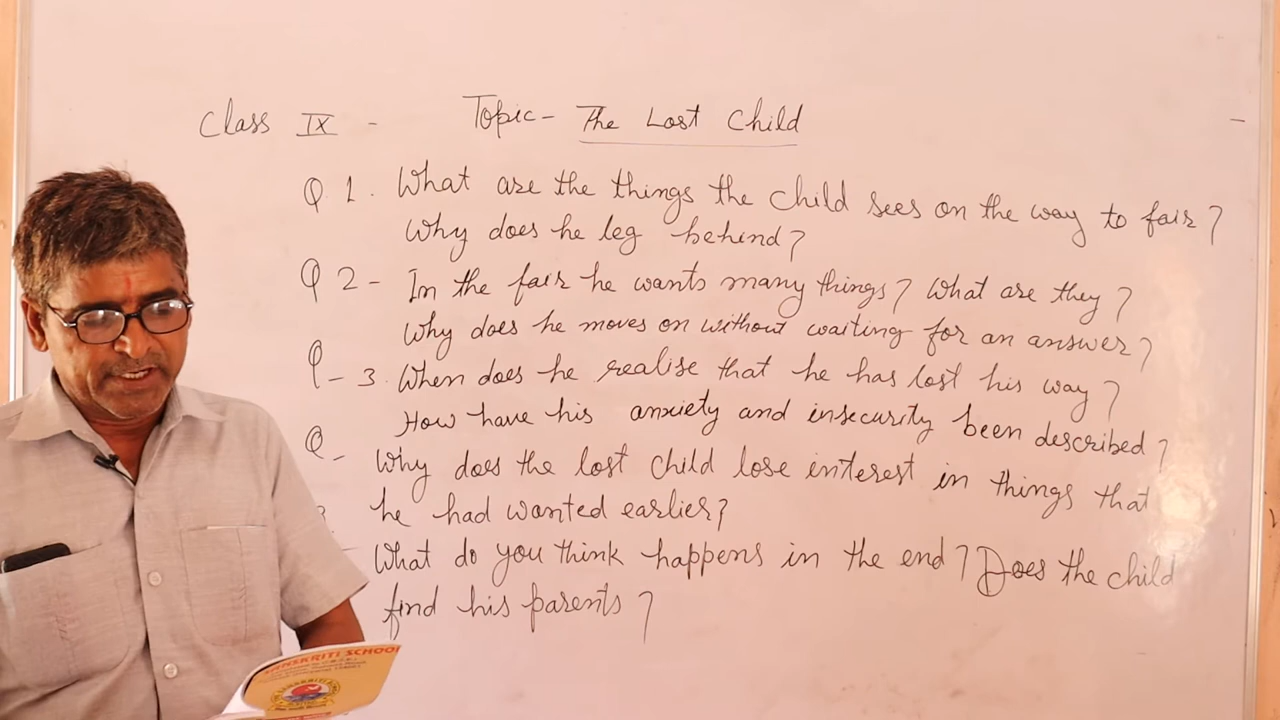 Class IX - Topic - The Lost Child -
Q 1. What are the things the child sees on the way to fair?
Why does he leg behind?
Q 2 - In the fair he wants many things? What are they?
Why does he moves on without waiting for an answer?
Q - 3. When does he realise that he has lost his way?
How have his anxiety and insecurity been described?
Q - Why does the lost child lose interest in things that
he had wanted earlier?
What do you think happens in the end? Does the child
find his parents?
SCHOOL